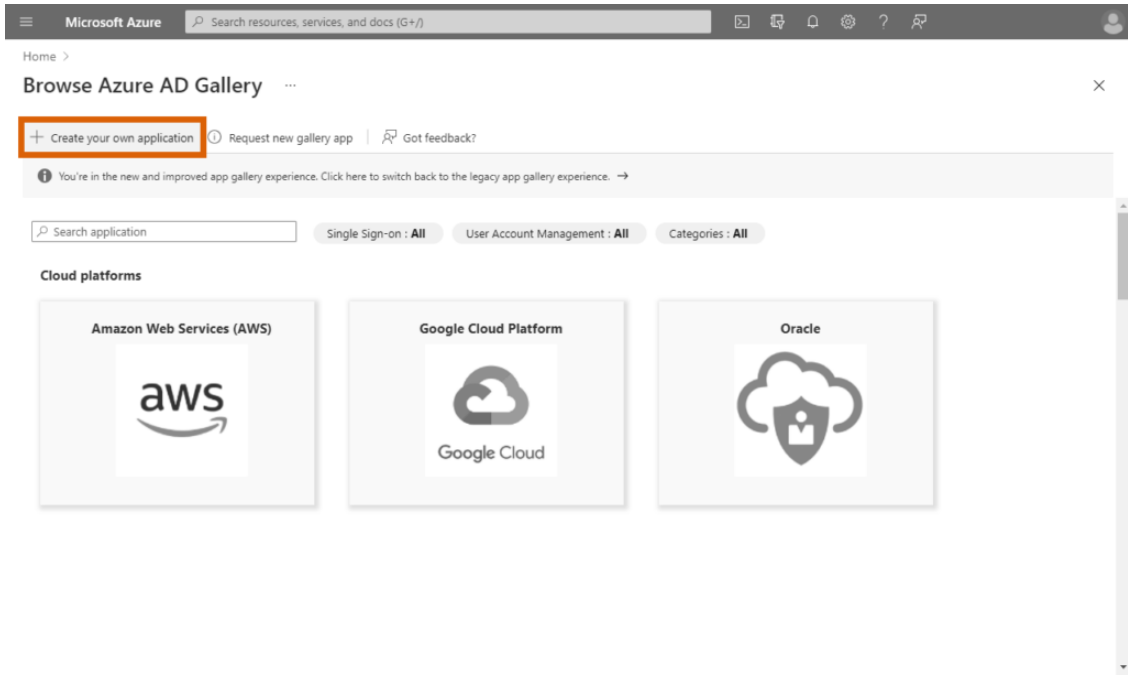 Microsoft Azure
Search resources, services, and docs (G+/)
Home >
Browse Azure AD Gallery ...
+ Create your own application
Request new gallery app
Got feedback?
You're in the new and improved app gallery experience. Click here to switch back to the legacy app gallery experience. →
Search application
Single Sign-on : All
User Account Management : All
Categories : All
Cloud platforms
Amazon Web Services (AWS)
aws
Google Cloud Platform
Google Cloud
Oracle